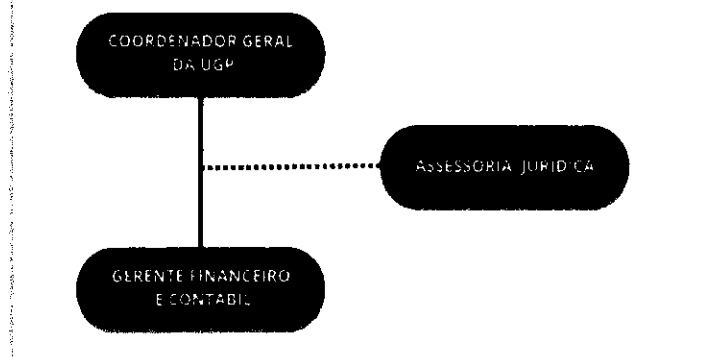 COORDENADOR GERAL
DA UGP
ASSESSORIA JURIDICA
GERENTE FINANCEIRO
E CONTABIL